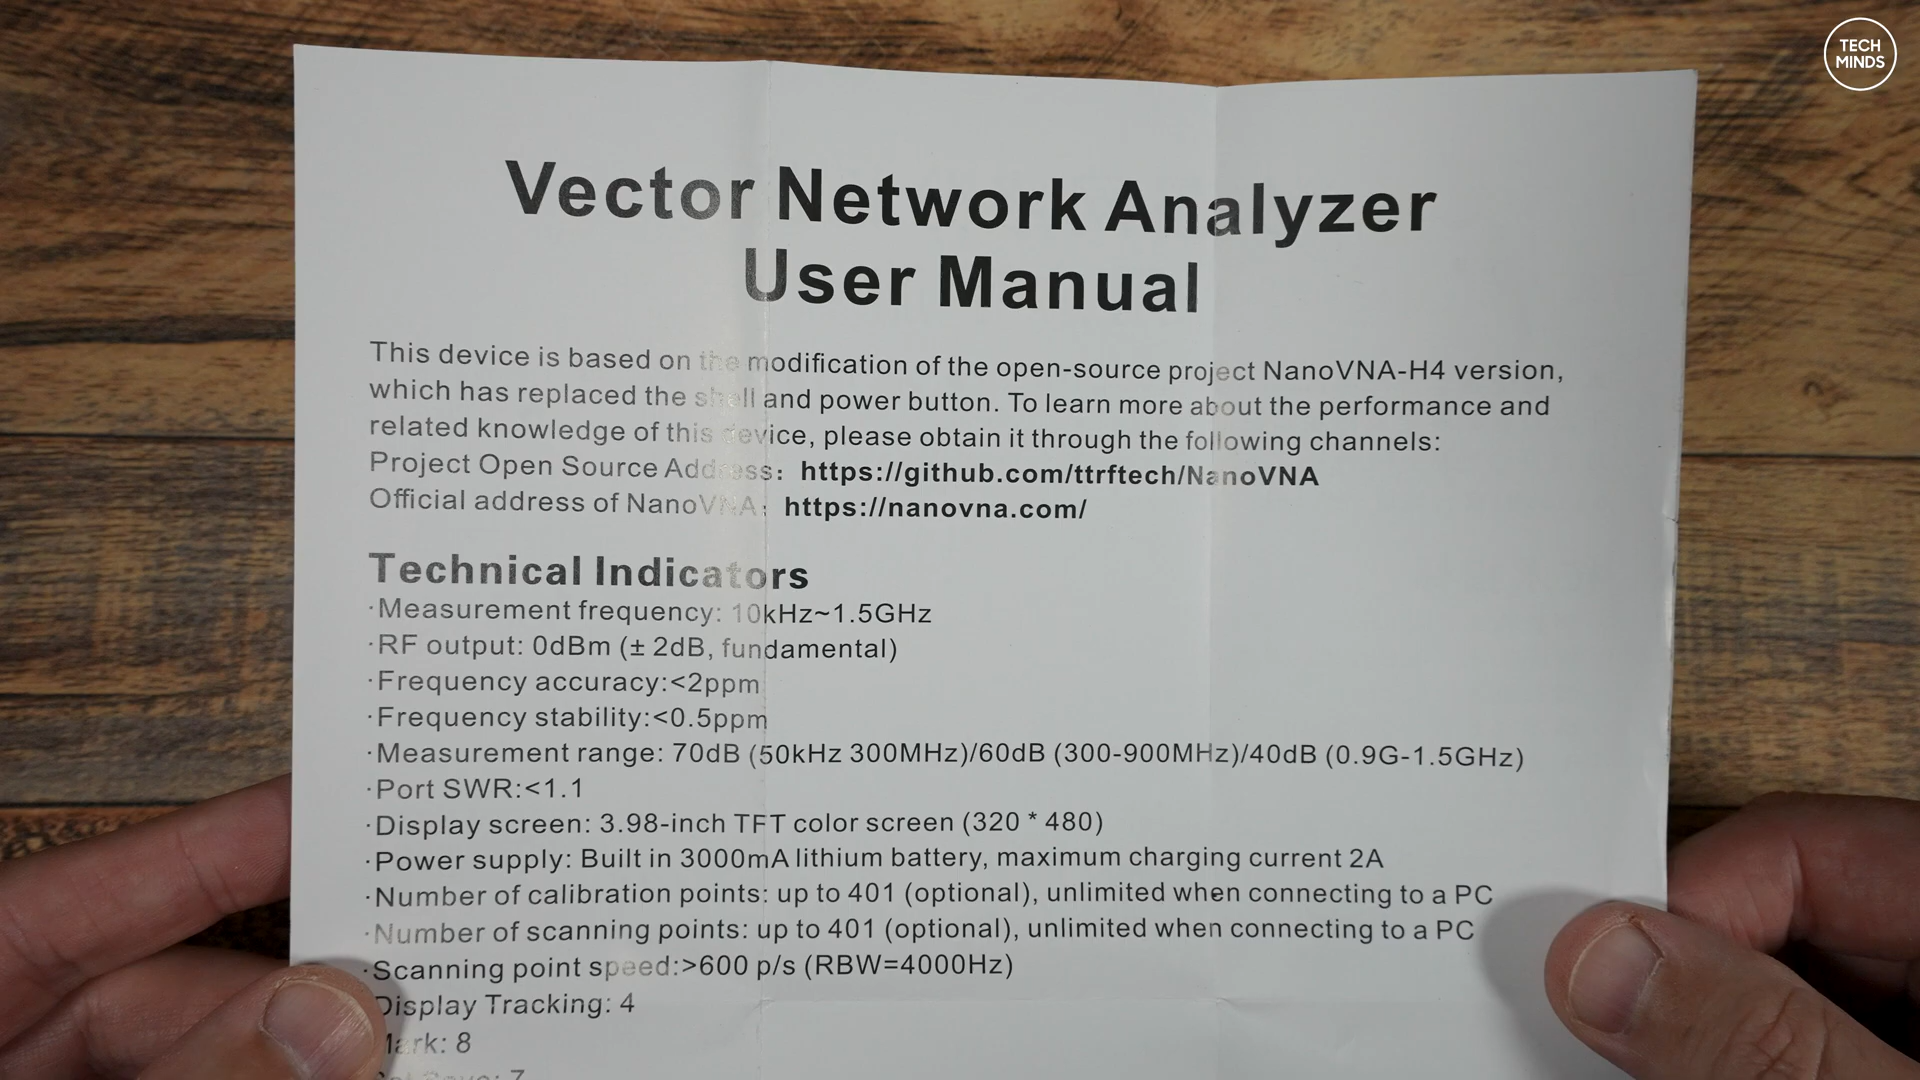 TECH
MINDS
Vector Network Analyzer
User Manual
This device is based on the modification of the open-source project NanoVNA-H4 version,
which has replaced the shell and power button. To learn more about the performance and
related knowledge of this device, please obtain it through the following channels:
Project Open Source Address: https://github.com/ttrftech/NanoVNA
Official address of NanoVNA: https://nanovna.com/
Technical Indicators
·Measurement frequency: 10kHz~1.5GHz
·RF output: 0dBm (± 2dB, fundamental)
·Frequency accuracy:<2ppm
·Frequency stability:<0.5ppm
·Measurement range: 70dB (50kHz 300MHz)/60dB (300-900MHz)/40dB (0.9G-1.5GHz)
·Port SWR:<1.1
·Display screen: 3.98-inch TFT color screen (320 * 480)
·Power supply: Built in 3000mA lithium battery, maximum charging current 2A
·Number of calibration points: up to 401 (optional), unlimited when connecting to a PC
·Number of scanning points: up to 401 (optional), unlimited when connecting to a PC
·Scanning point speed:>600 p/s (RBW=4000Hz)
Display Tracking: 4
Mark: 8